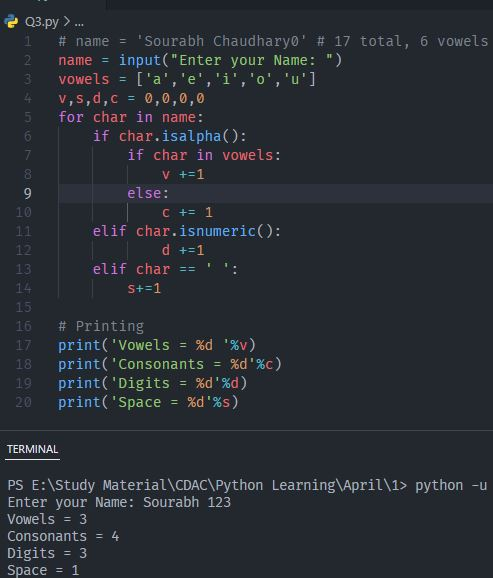 Q3.py > ...
1 # name = 'Sourabh Chaudhary0' # 17 total, 6 vowels
2 name = input("Enter your Name: ")
3 vowels = ['a','e','i','o','u']
4 v,s,d,c = 0,0,0,0
5 for char in name:
6     if char.isalpha():
7         if char in vowels:
8             v +=1
9         else:
10             c += 1
11     elif char.isnumeric():
12             d +=1
13     elif char == ' ':
14         s+=1
15
16 # Printing
17 print('Vowels = %d '%v)
18 print('Consonants = %d'%c)
19 print('Digits = %d'%d)
20 print('Space = %d'%s)
TERMINAL
PS E:\Study Material\CDAC\Python Learning\April\1> python -u
Enter your Name: Sourabh 123
Vowels = 3
Consonants = 4
Digits = 3
Space = 1